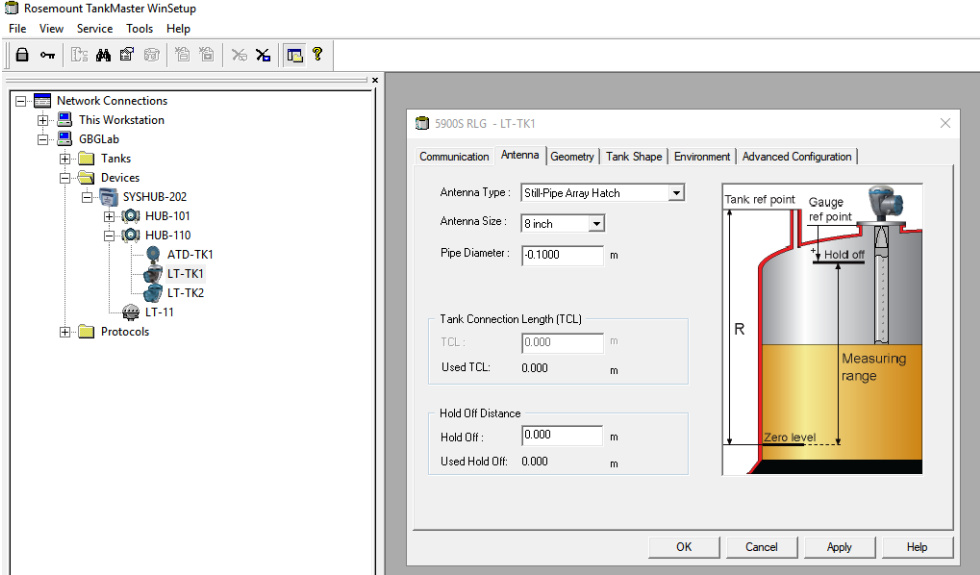 Rosemount TankMaster WinSetup
File View Service Tools Help
Network Connections
This Workstation
GBGLab
Tanks
Devices
SYSHUB-202
HUB-101
HUB-110
ATD-TK1
LT-TK1
LT-TK2
LT-11
Protocols
5900S RLG - LT-TK1
Communication Antenna Geometry Tank Shape Environment Advanced Configuration
Antenna Type : Still-Pipe Array Hatch
Antenna Size : 8 inch
Pipe Diameter : -0.1000 m
Tank Connection Length (TCL)
TCL : 0.000 m
Used TCL: 0.000 m
Hold Off Distance
Hold Off : 0.000 m
Used Hold Off: 0.000 m
Tank ref point
Gauge
ref point
+
Hold off
R
Measuring
range
Zero level
OK Cancel Apply Help